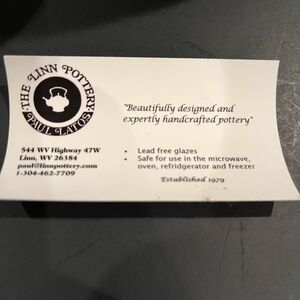 THE LINN POTTERY
PAUL LATOS
"Beautifully designed and
expertly handcrafted pottery"
544 WV Highway 47W
Linn, WV 26384
paul@linnpottery.com
1-304-462-7709
• Lead free glazes
• Safe for use in the microwave,
oven, refridgerator and freezer
Established 1979